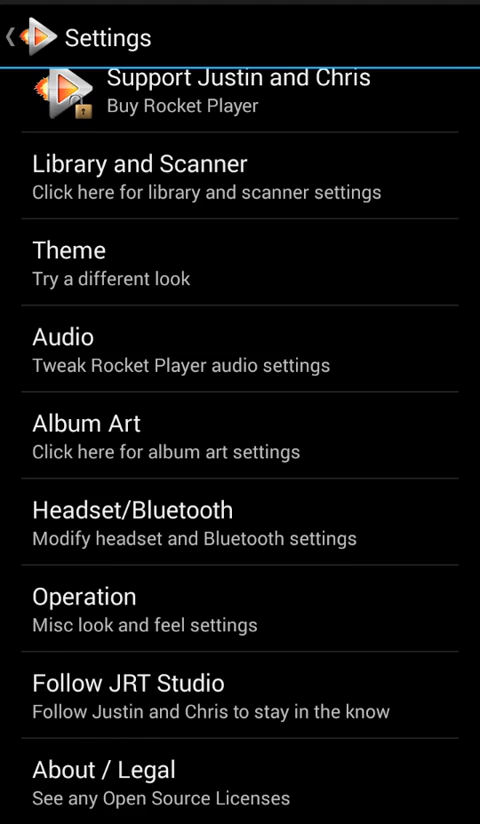 Settings
Support Justin and Chris
Buy Rocket Player
Library and Scanner
Click here for library and scanner settings
Theme
Try a different look
Audio
Tweak Rocket Player audio settings
Album Art
Click here for album art settings
Headset/Bluetooth
Modify headset and Bluetooth settings
Operation
Misc look and feel settings
Follow JRT Studio
Follow Justin and Chris to stay in the know
About / Legal
See any Open Source Licenses